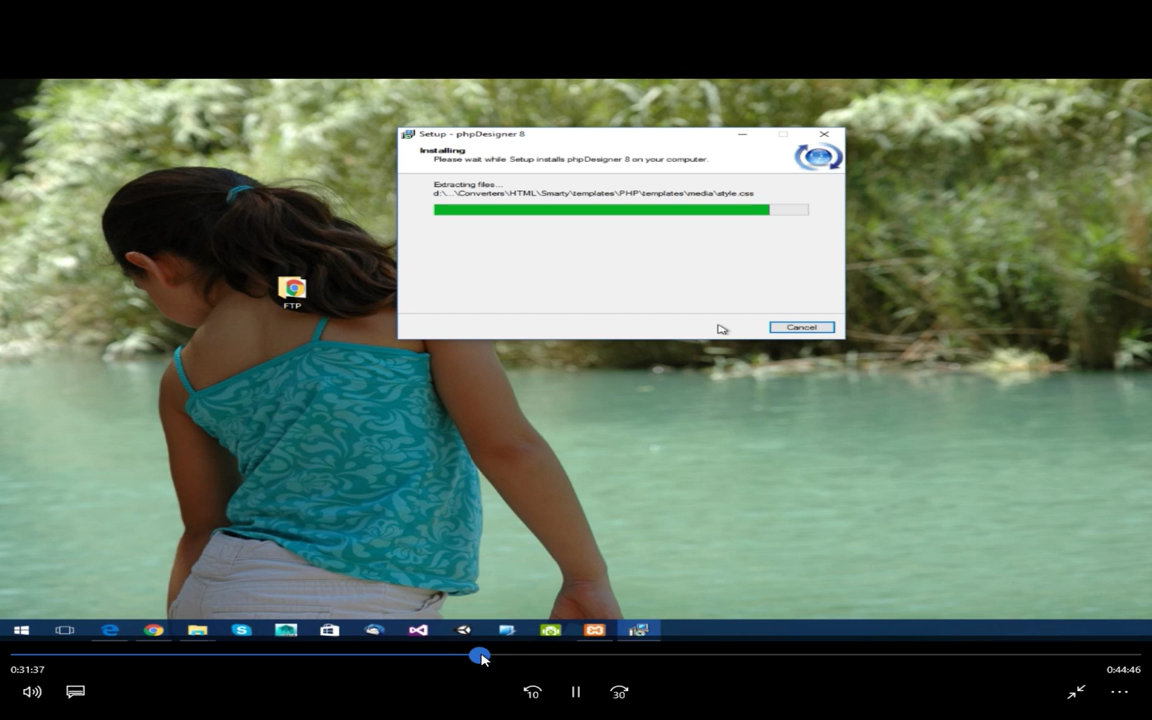 Setup - phpDesigner 8
Installing
Please wait while Setup installs phpDesigner 8 on your computer.
Extracting files...
d:\...\Converters\HTML\Smarty\templates\PHP\templates\media\style.css
Cancel
FTP
0:31:37
0:44:46
10
30